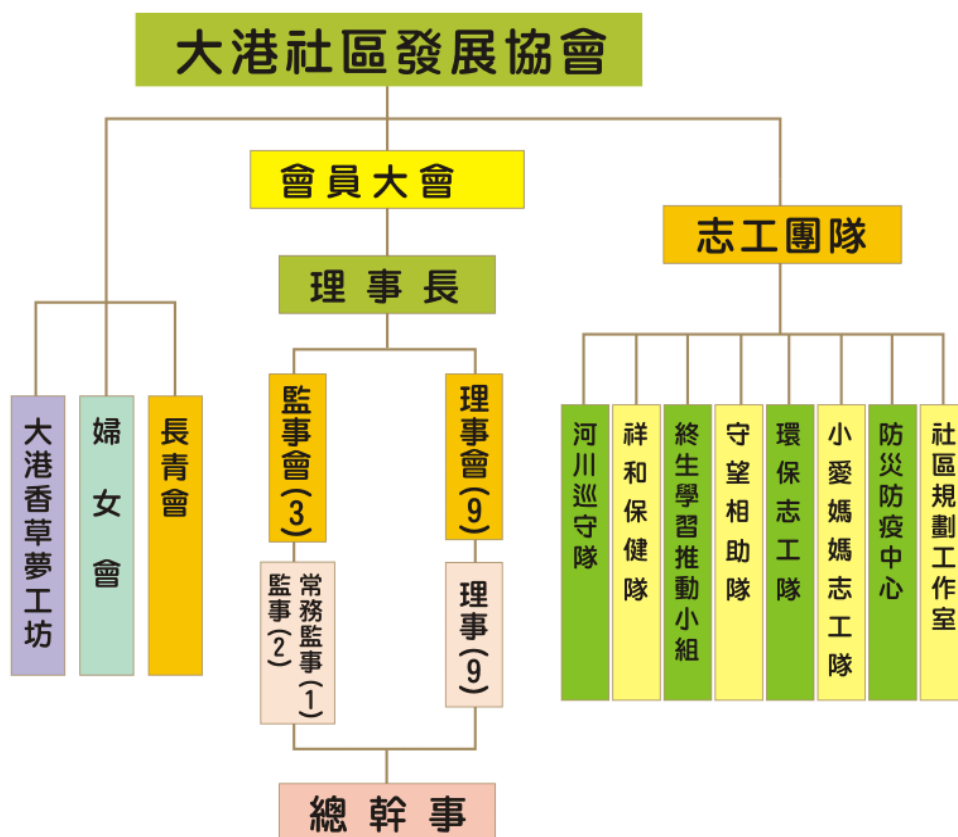 大港社區發展協會
會員大會
志工團隊
理事長
大港香草夢工坊
婦女會
長青會
監事會(3)
理事會(9)
常務監事(1)
監事(2)
理事(9)
總幹事
河川巡守隊
祥和保健隊
終生學習推動小組
守望相助隊
環保志工隊
小愛媽媽志工隊
防災防疫中心
社區規劃工作室